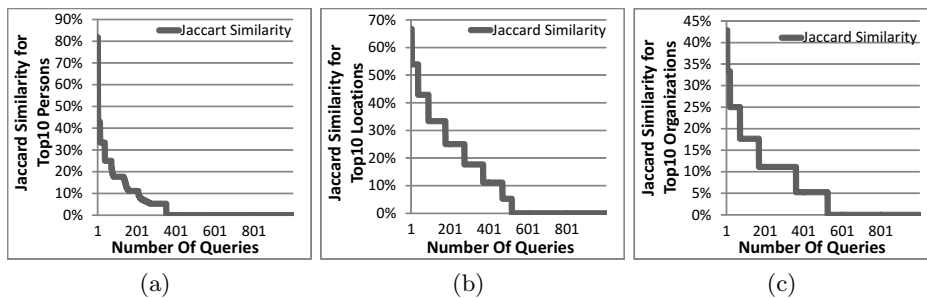 90%
80%
70%
60%
50%
40%
30%
20%
10%
0%
Jaccard Similarity for
Top10 Persons
Jaccart Similarity
1 201 401 601 801
Number Of Queries
(a)
70%
60%
50%
40%
30%
20%
10%
0%
Jaccard Similarity for
Top10 Locations
Jaccard Similarity
1 201 401 601 801
Number Of Queries
(b)
45%
40%
35%
30%
25%
20%
15%
10%
5%
0%
Jaccard Similarity for
Top10 Organizations
Jaccard Similarity
1 201 401 601 801
Number Of Queries
(c)